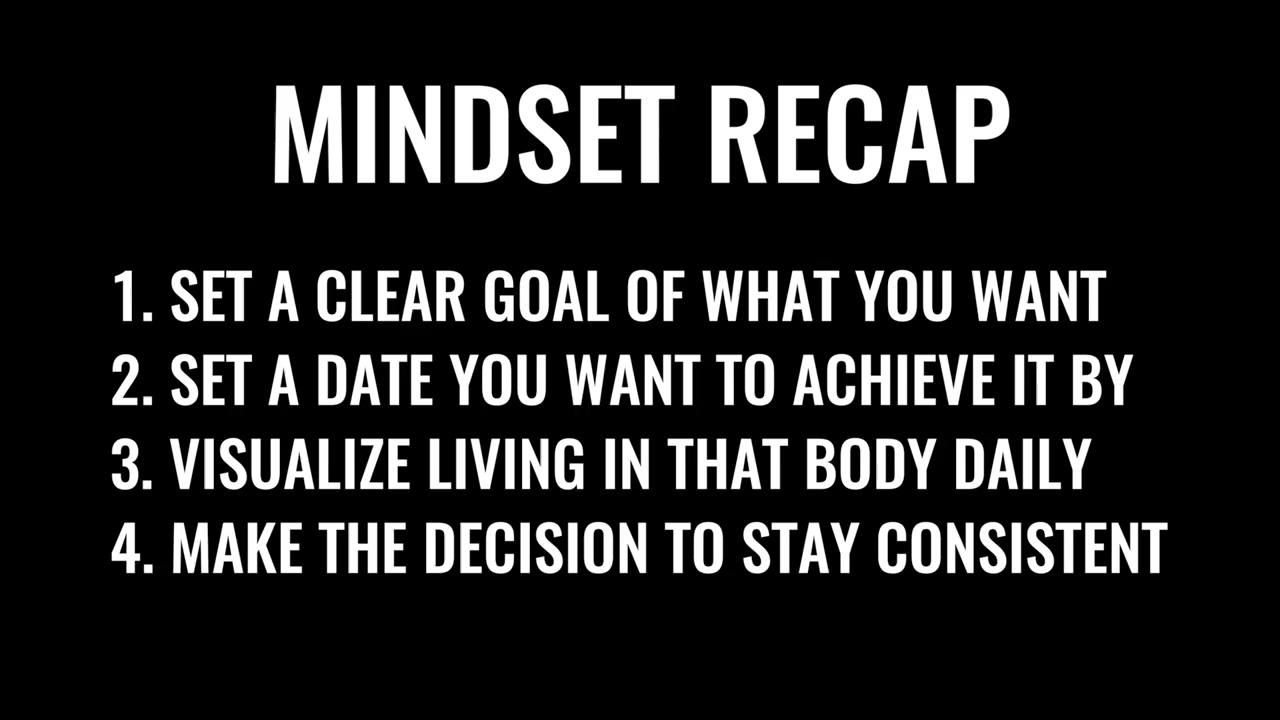 MINDSET RECAP
1. SET A CLEAR GOAL OF WHAT YOU WANT
2. SET A DATE YOU WANT TO ACHIEVE IT BY
3. VISUALIZE LIVING IN THAT BODY DAILY
4. MAKE THE DECISION TO STAY CONSISTENT